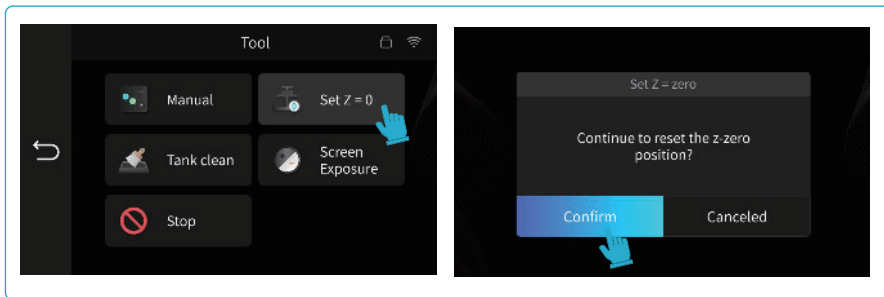 Tool
Manual
Set Z = 0
Tank clean
Screen
Exposure
Stop
Set Z = zero
Continue to reset the z-zero
position?
Confirm
Canceled